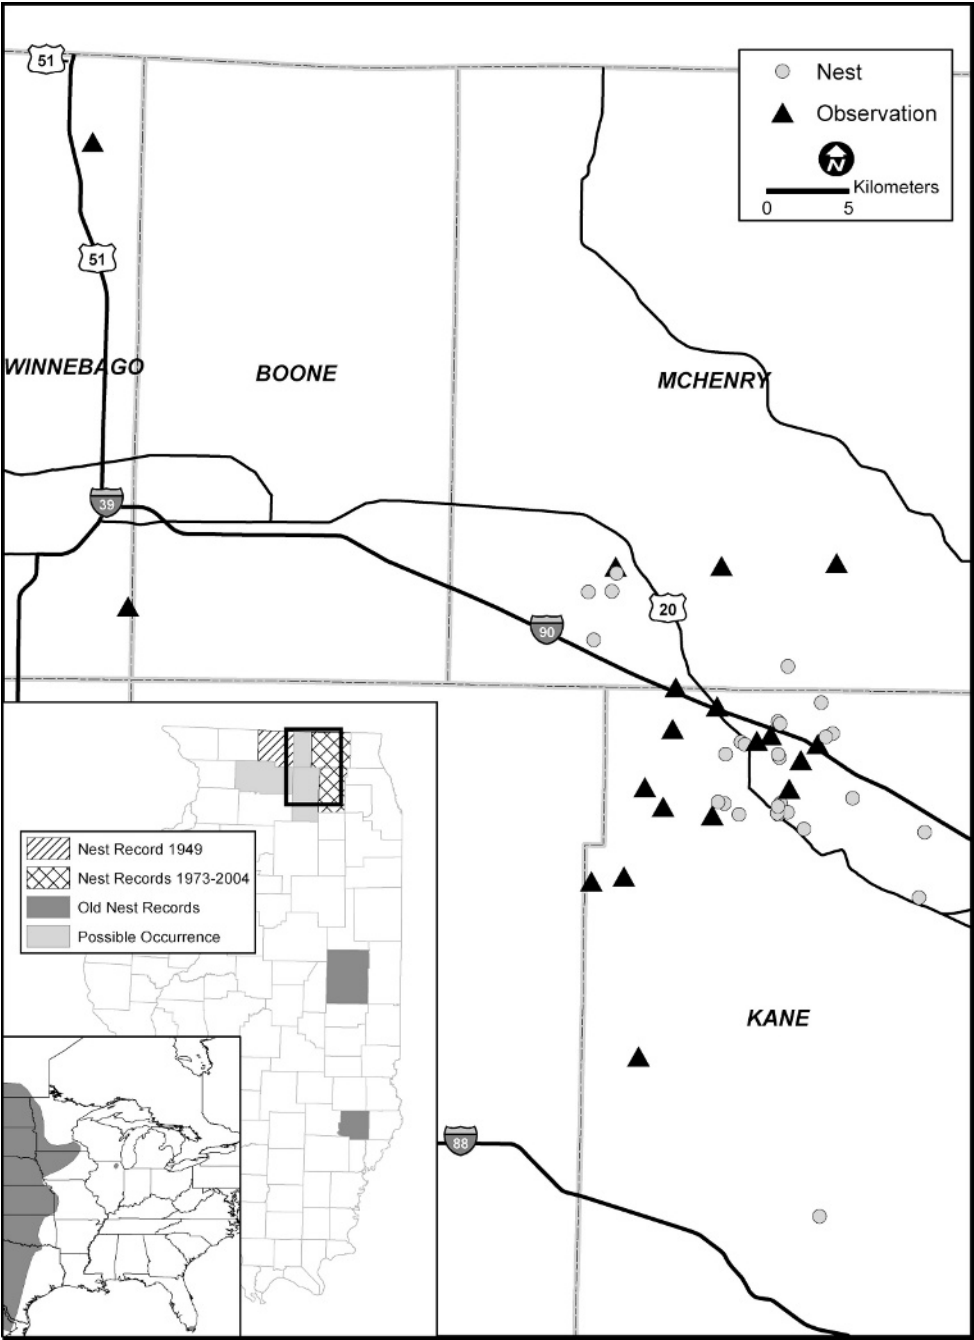 51
Nest
Observation
N
Kilometers
0 5
51
WINNEBAGO
BOONE
MCHENRY
39
20
90
Nest Record 1949
Nest Records 1973-2004
Old Nest Records
Possible Occurrence
KANE
88